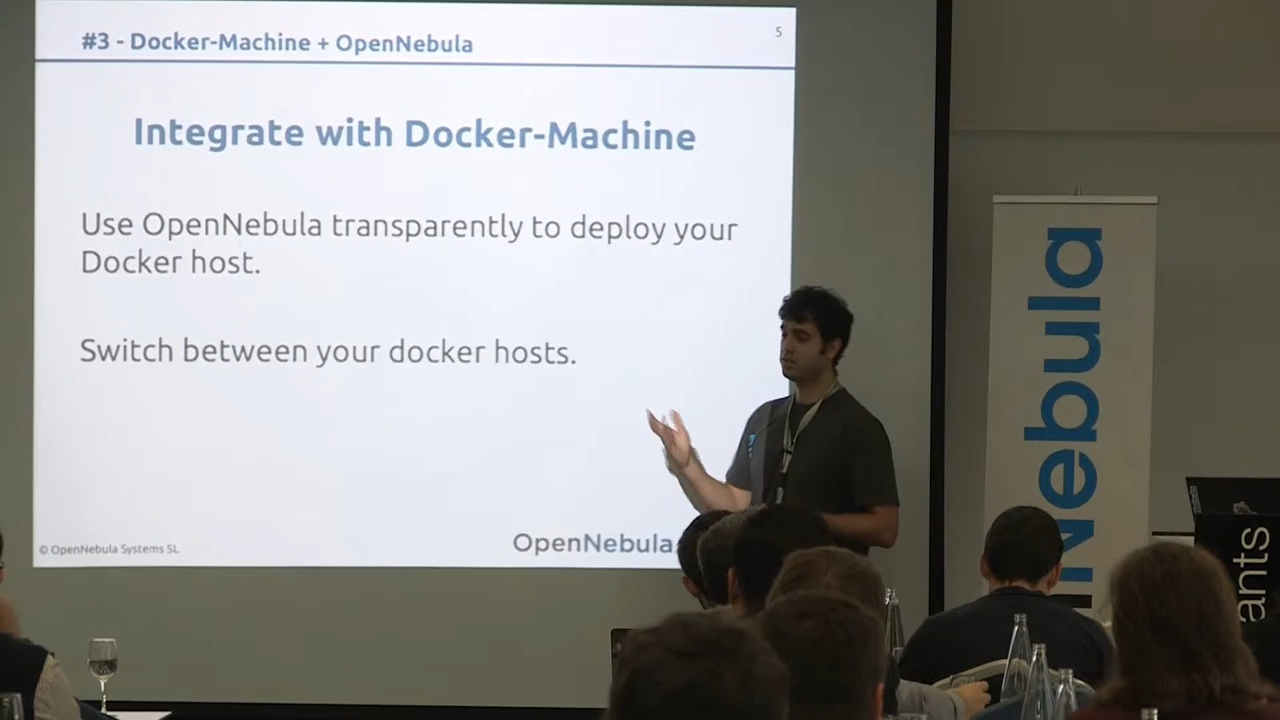 #3 - Docker-Machine + OpenNebula
5
Integrate with Docker-Machine
Use OpenNebula transparently to deploy your
Docker host.
Switch between your docker hosts.
© OpenNebula Systems SL
OpenNebula
Nebula
ants